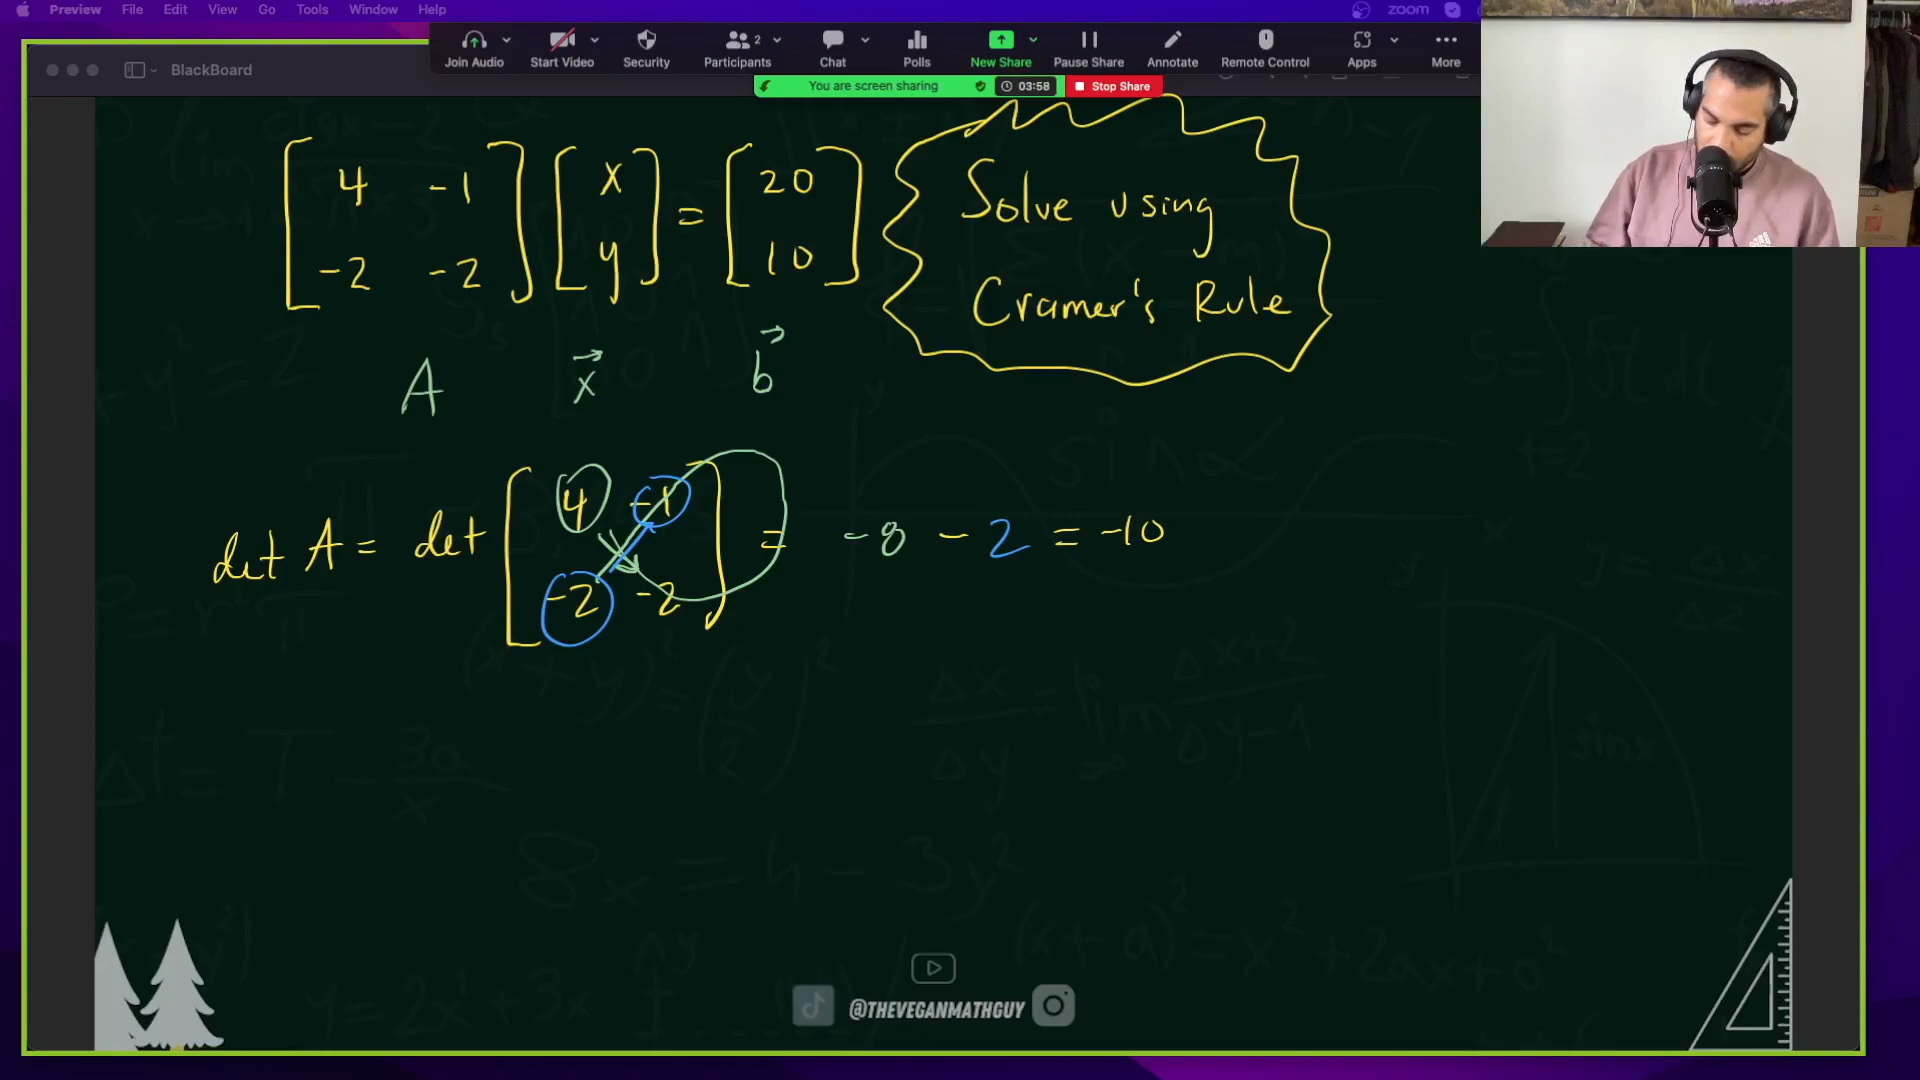 Preview File Edit View Go Tools Window Help
zoom
Join Audio Start Video Security Participants 2 Chat Polls New Share Pause Share Annotate Remote Control Apps More
BlackBoard
You are screen sharing 03:58 Stop Share
[4 -1] [x] = [20]
[-2 -2] [y] [10]
Solve using
Cramer's Rule
A x⃗ b⃗
det A = det [4 -1; -2 -2] = -8 - 2 = -10
@THEVEGANMATHGUY